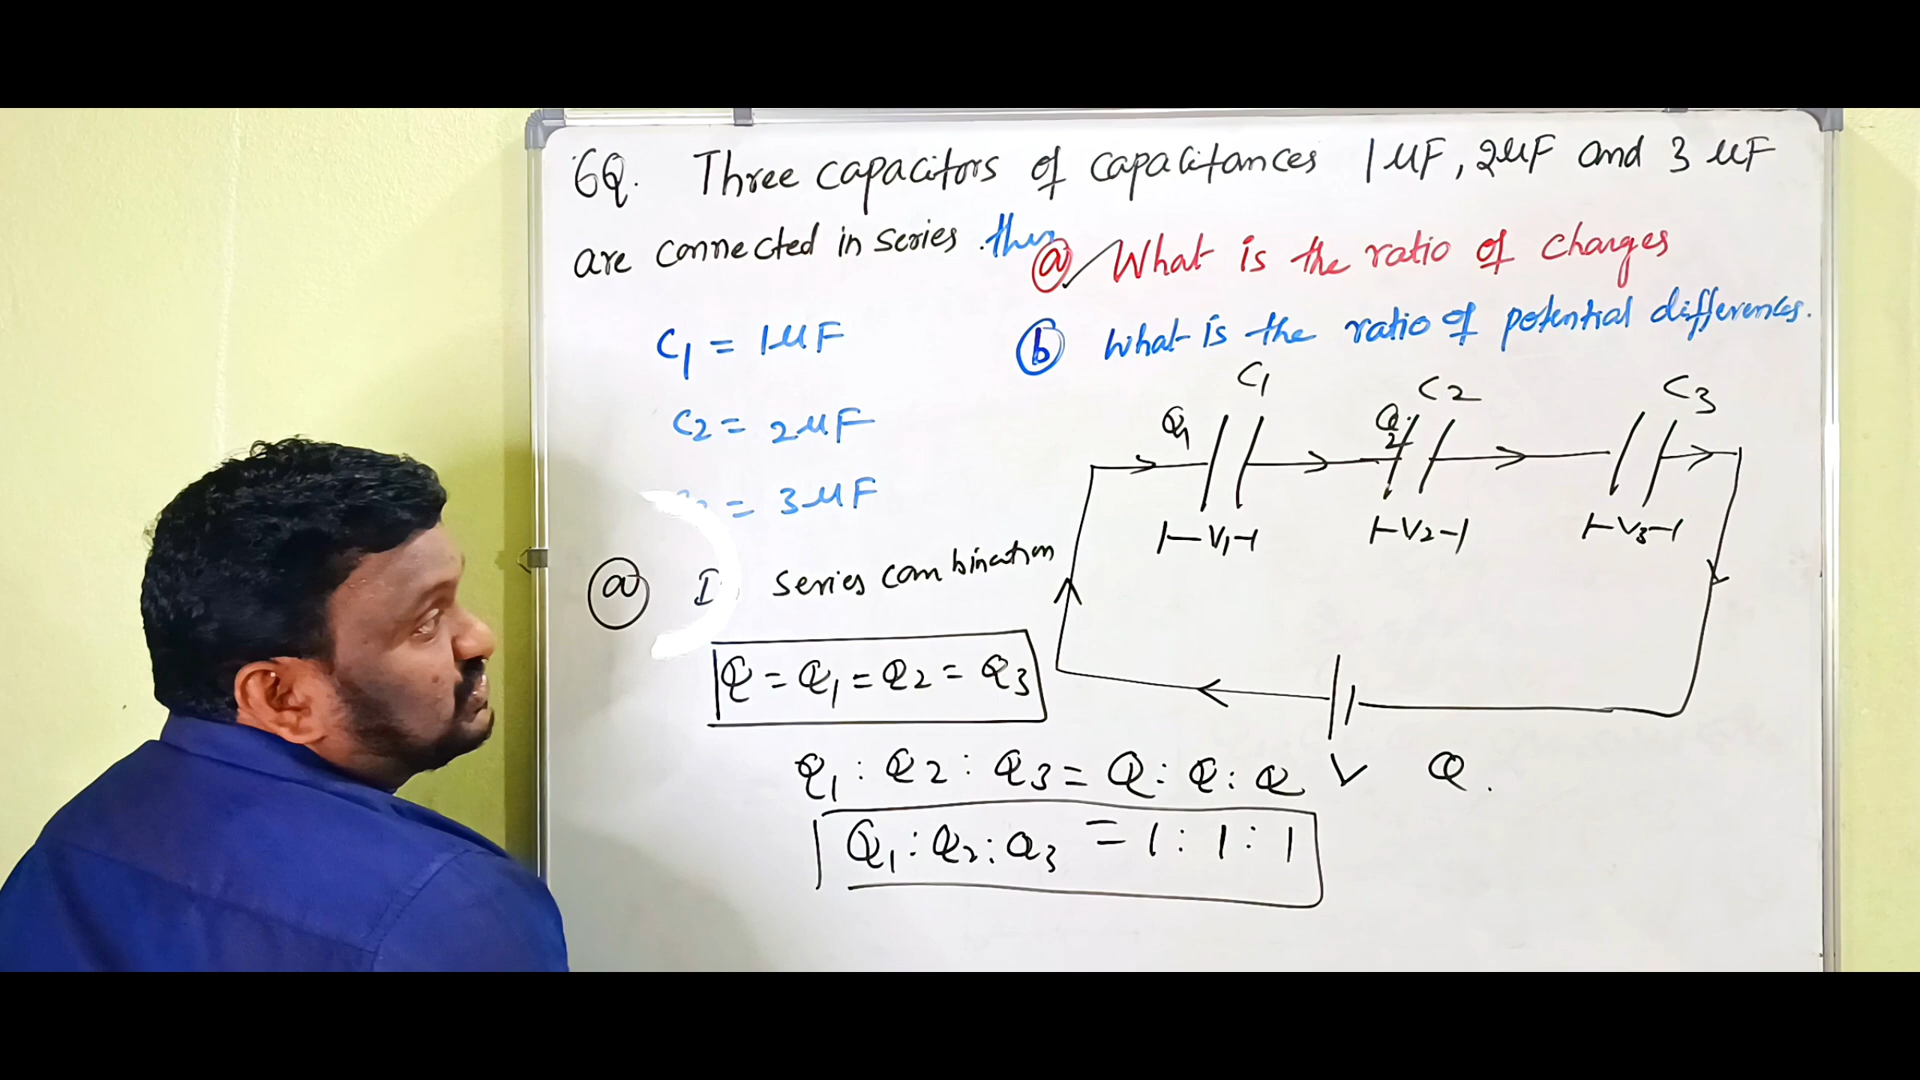 6Q. Three capacitors of capacitances 1μF, 2μF and 3μF
are connected in series. then
ⓐ What is the ratio of charges
ⓑ What is the ratio of potential differences.
C₁ = 1μF
C₂ = 2μF
= 3μF
C₁ C₂ C₃
Q₁ Q₂
V₁ V₂ V₃
ⓐ I series combination
Q = Q₁ = Q₂ = Q₃
V Q.
Q₁ : Q₂ : Q₃ = Q : Q : Q
Q₁ : Q₂ : Q₃ = 1 : 1 : 1